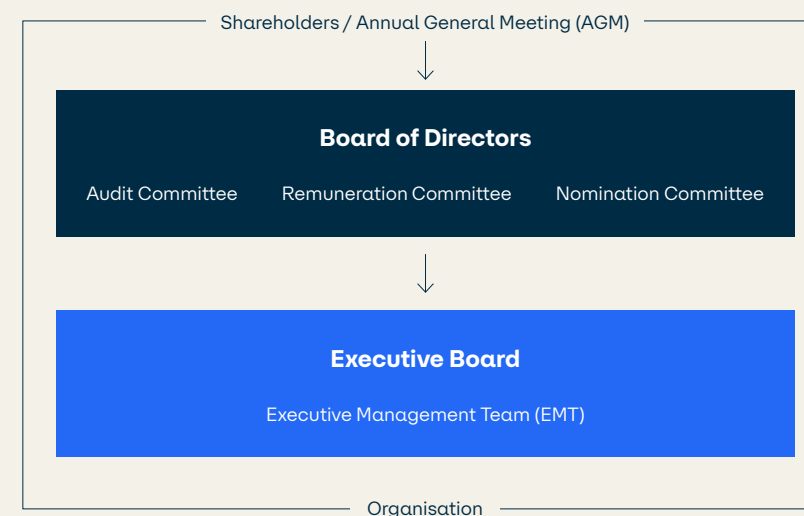 Shareholders / Annual General Meeting (AGM)
Board of Directors
Audit Committee Remuneration Committee Nomination Committee
Executive Board
Executive Management Team (EMT)
Organisation